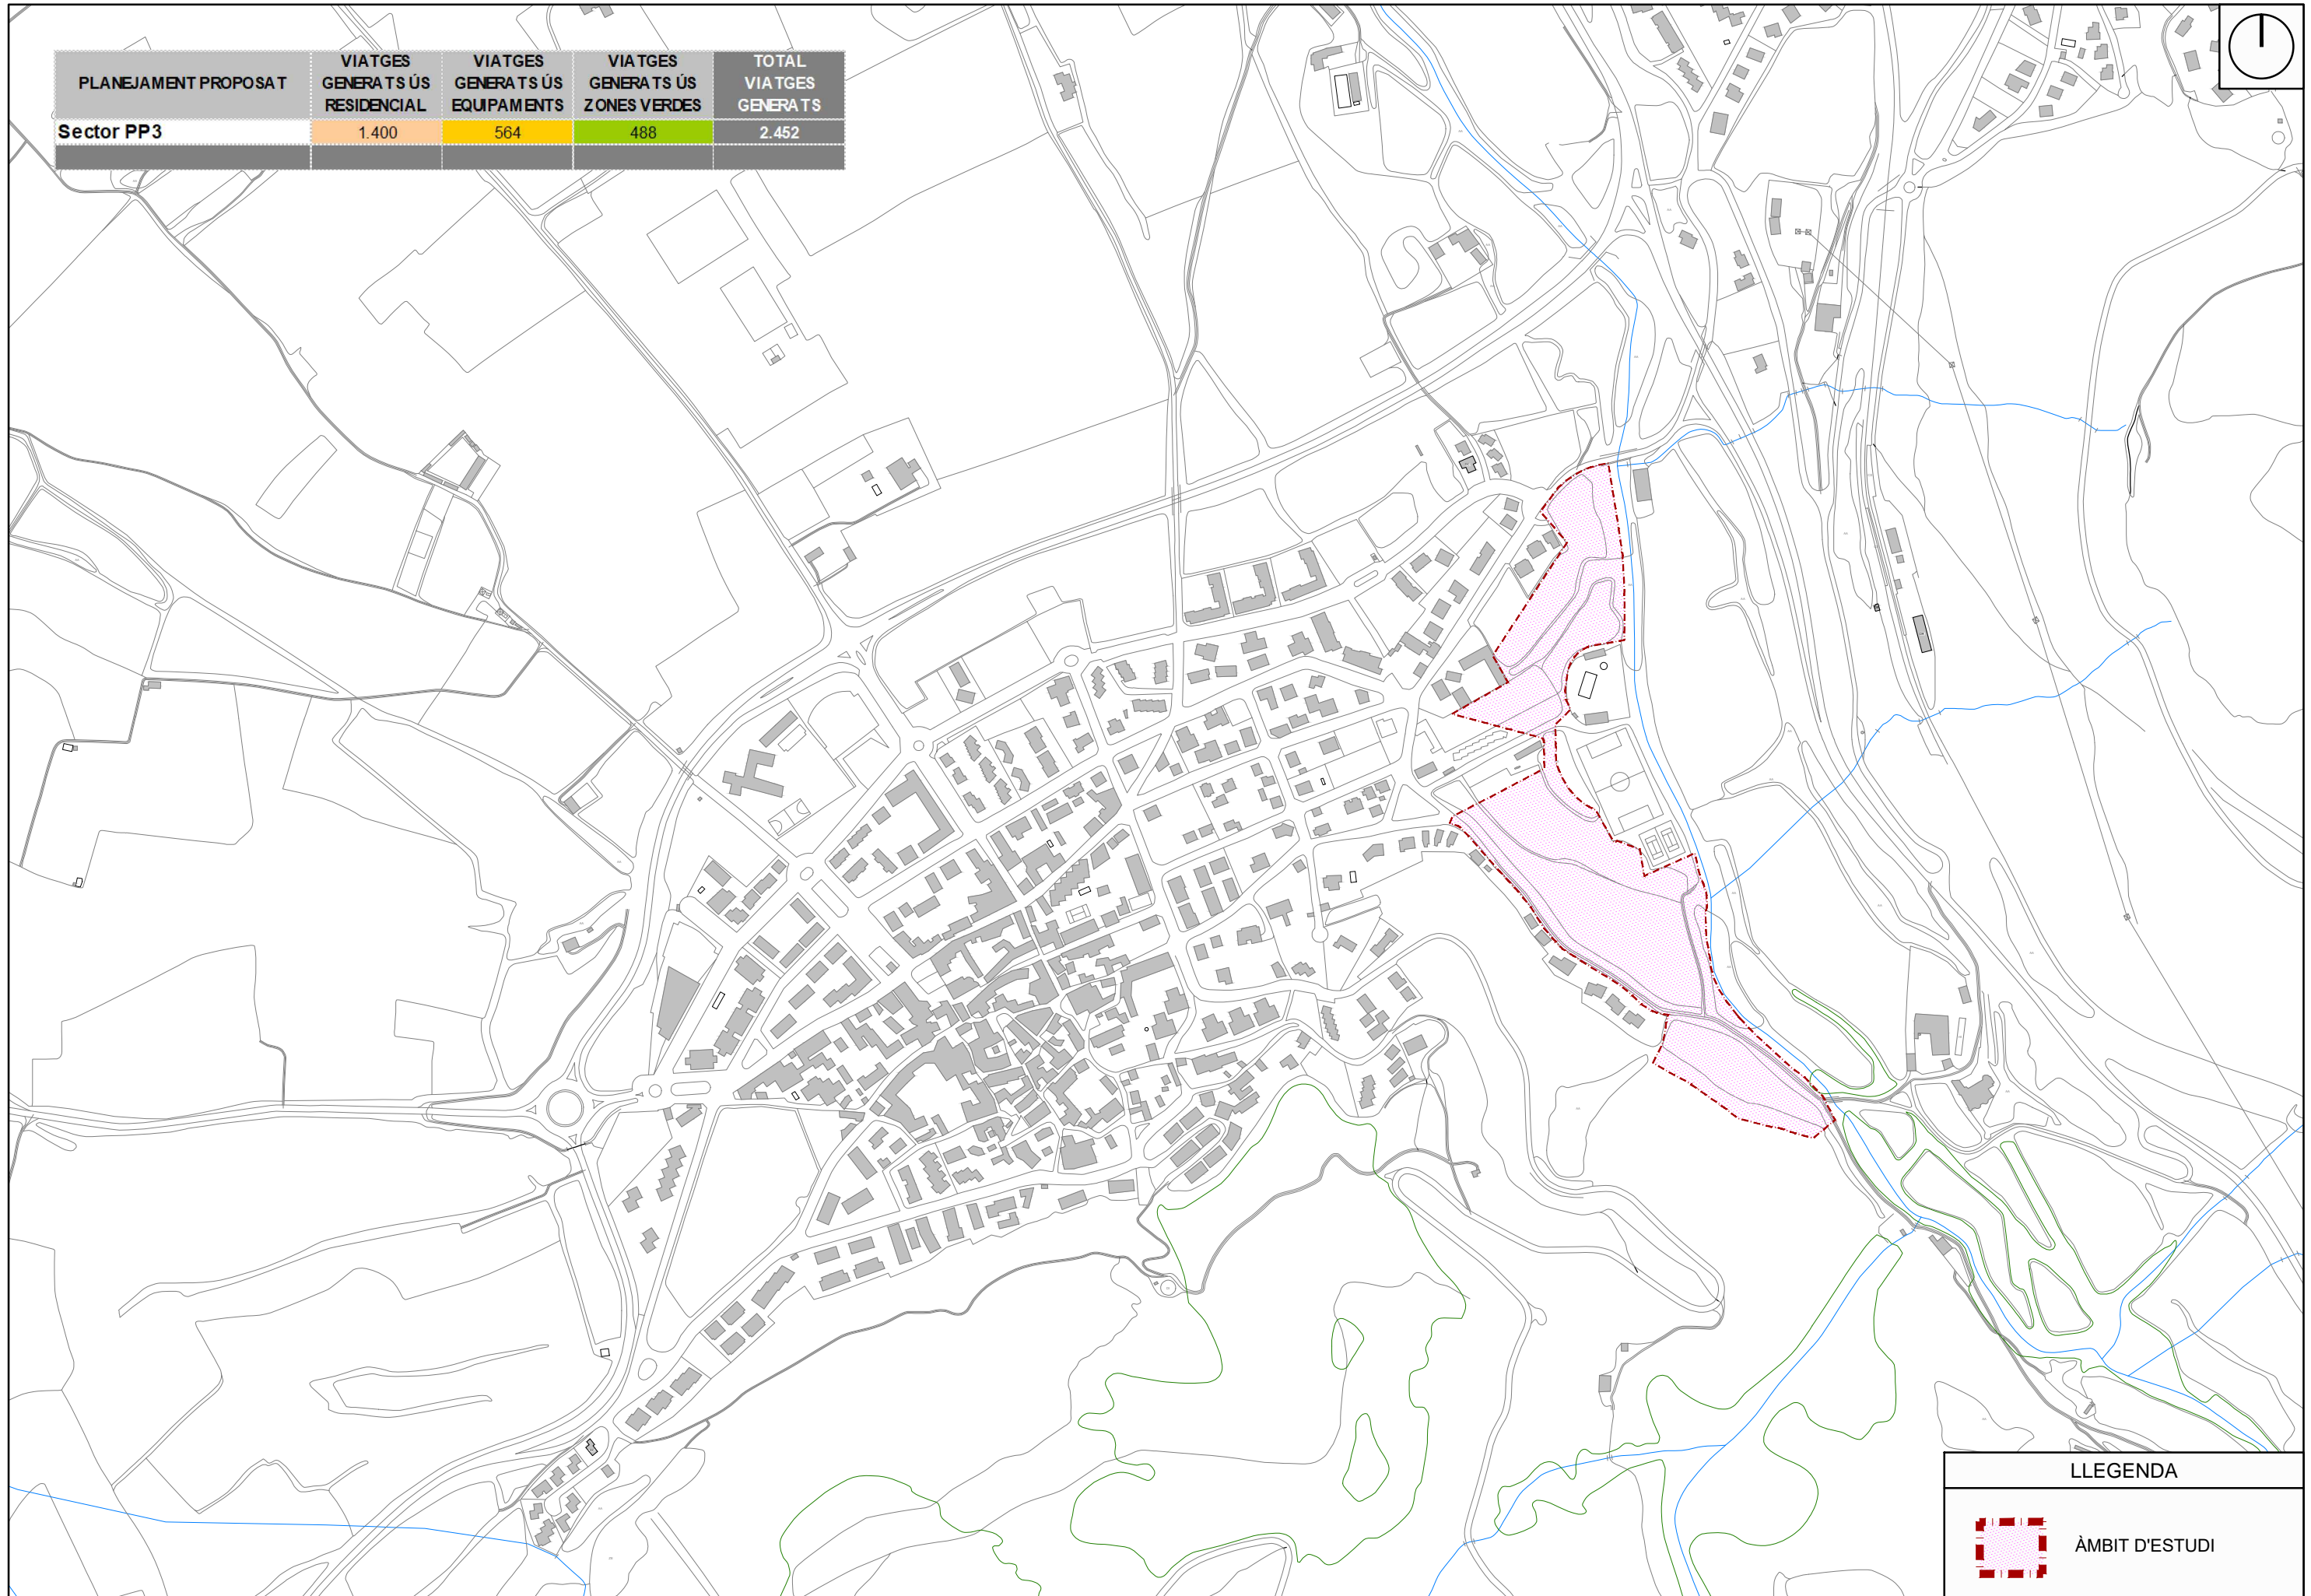 PLANEJAMENT PROPOSAT
VIATGES
GENERATS ÚS
RESIDENCIAL
VIATGES
GENERATS ÚS
EQUIPAMENTS
VIATGES
GENERATS ÚS
ZONES VERDES
TOTAL
VIATGES
GENERATS
Sector PP3 1.400 564 488 2.452
LLEGENDA
ÀMBIT D'ESTUDI